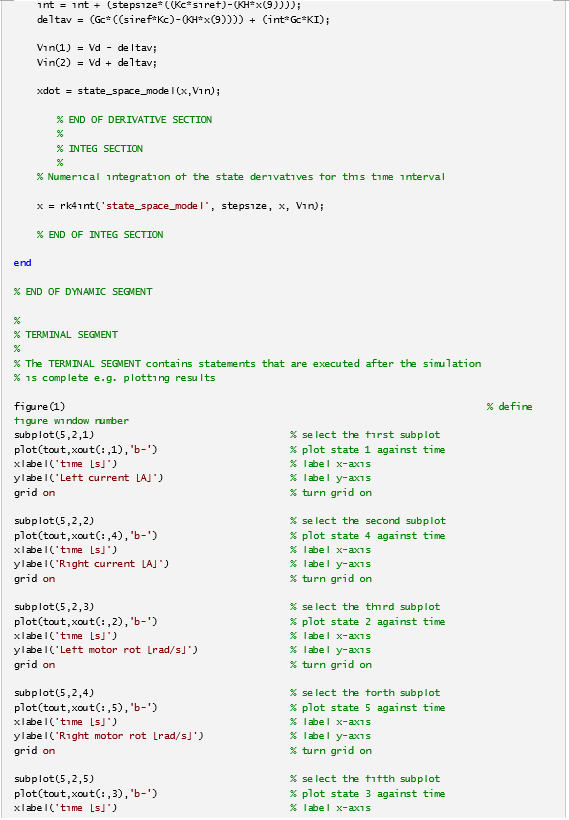 int = int + (stepsize*((Kc*siref)-(KH*x(9))));
deltav = (Gc*((siref*Kc)-(KH*x(9)))) + (int*Gc*KI);
Vin(1) = Vd - deltav;
Vin(2) = Vd + deltav;
xdot = state_space_model(x,Vin);
% END OF DERIVATIVE SECTION
%
% INTEG SECTION
%
% Numerical integration of the state derivatives for this time interval
x = rk4int('state_space_model', stepsize, x, Vin);
% END OF INTEG SECTION
end
% END OF DYNAMIC SEGMENT
%
% TERMINAL SEGMENT
%
% The TERMINAL SEGMENT contains statements that are executed after the simulation
% is complete e.g. plotting results
figure(1) % define
figure window number
subplot(5,2,1) % select the first subplot
plot(tout,xout(:,1),'b-') % plot state 1 against time
xlabel('time [s]') % label x-axis
ylabel('Left current [A]') % label y-axis
grid on % turn grid on
subplot(5,2,2) % select the second subplot
plot(tout,xout(:,4),'b-') % plot state 4 against time
xlabel('time [s]') % label x-axis
ylabel('Right current [A]') % label y-axis
grid on % turn grid on
subplot(5,2,3) % select the third subplot
plot(tout,xout(:,2),'b-') % plot state 2 against time
xlabel('time [s]') % label x-axis
ylabel('Left motor rot [rad/s]') % label y-axis
grid on % turn grid on
subplot(5,2,4) % select the forth subplot
plot(tout,xout(:,5),'b-') % plot state 5 against time
xlabel('time [s]') % label x-axis
ylabel('Right motor rot [rad/s]') % label y-axis
grid on % turn grid on
subplot(5,2,5) % select the fifth subplot
plot(tout,xout(:,3),'b-') % plot state 3 against time
xlabel('time [s]') % label x-axis